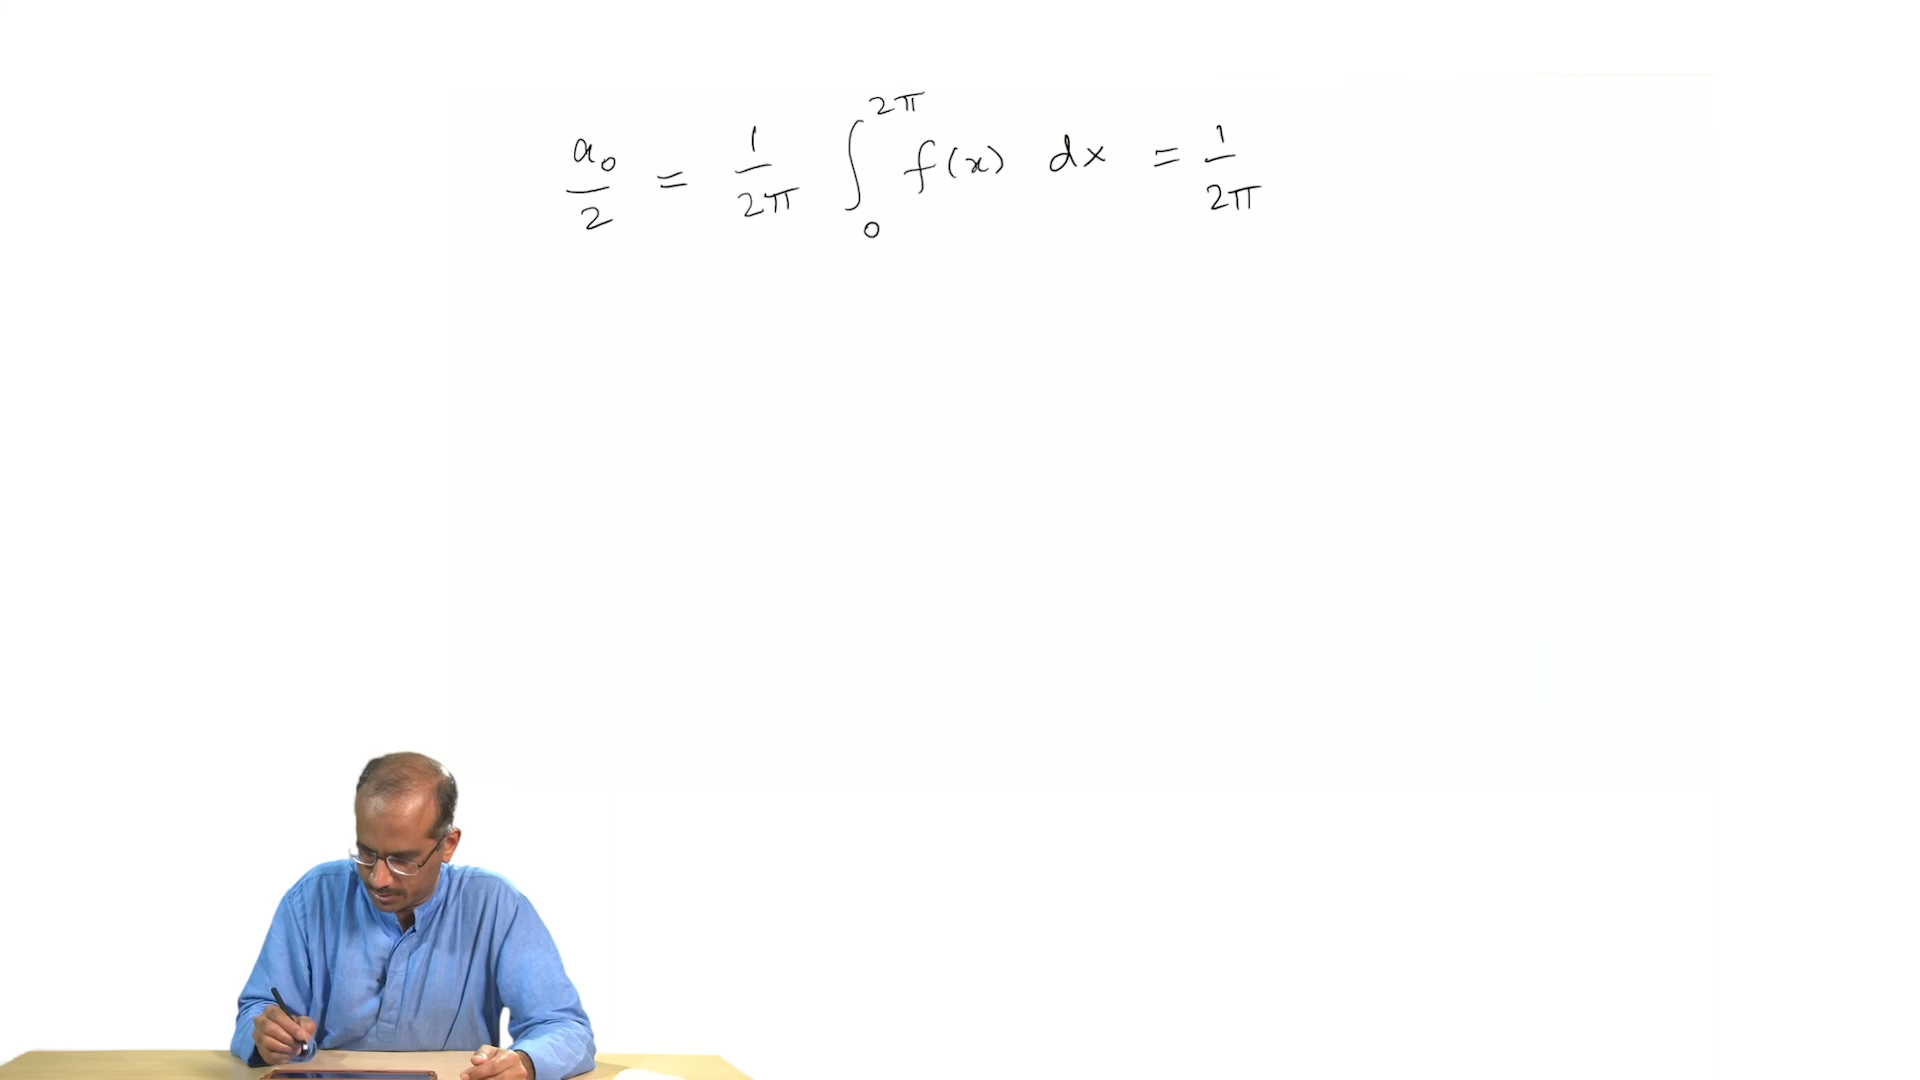 a₀/2 = 1/2π ∫₀^2π f(x) dx = 1/2π